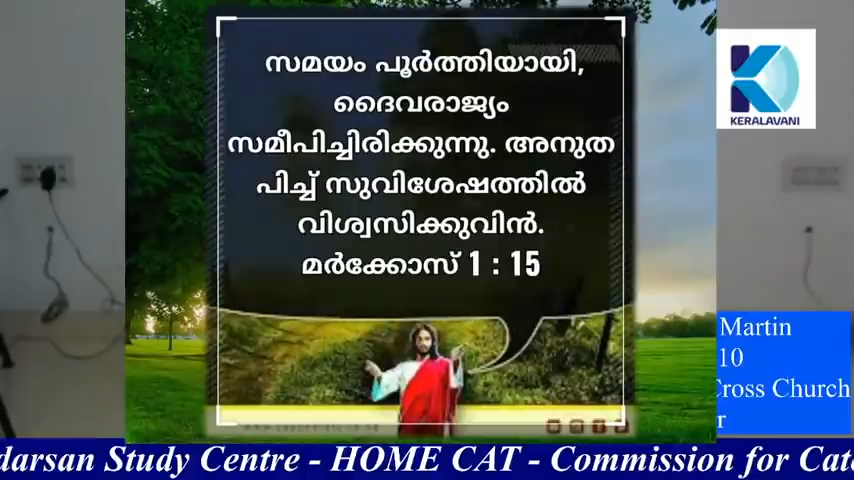 സമയം പൂർത്തിയായി,
ദൈവരാജ്യം
സമീപിച്ചിരിക്കുന്നു. അനുത
പിച്ച് സുവിശേഷത്തിൽ
വിശ്വസിക്കുവിൻ.
മർക്കോസ് 1 : 15
KERALAVANI
Martin
10
Cross Church
r
darsan Study Centre - HOME CAT - Commission for Cate